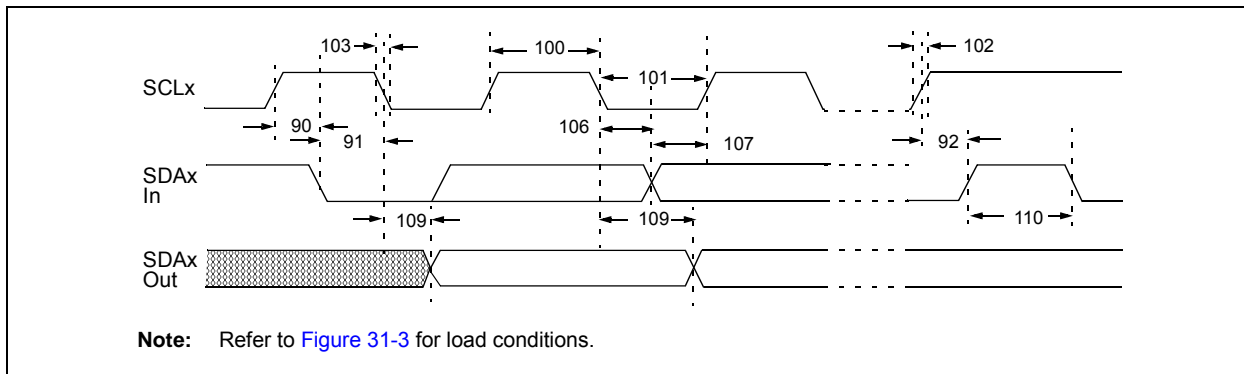 103
100
102
SCLx
101
90
106
91
107
92
SDAx
In
109
109
110
SDAx
Out
Note: Refer to Figure 31-3 for load conditions.